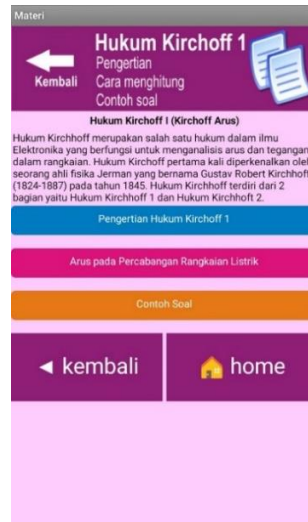 Materi
Hukum Kirchoff 1
Pengertian
Kembali
Cara menghitung
Contoh soal
Hukum Kirchoff I (Kirchoff Arus)
Hukum Kirchhoff merupakan salah satu hukum dalam ilmu
Elektronika yang berfungsi untuk menganalisis arus dan tegangan
dalam rangkaian. Hukum Kirchoff pertama kali diperkenalkan oleh
seorang ahli fisika Jerman yang bernama Gustav Robert Kirchhoff
(1824-1887) pada tahun 1845. Hukum Kirchhoff terdiri dari 2
bagian yaitu Hukum Kirchhoff 1 dan Hukum Kirchhoft 2.
Pengertian Hukum Kirchoff 1
Arus pada Percabangan Rangkaian Listrik
Contoh Soal
◄ kembali
home